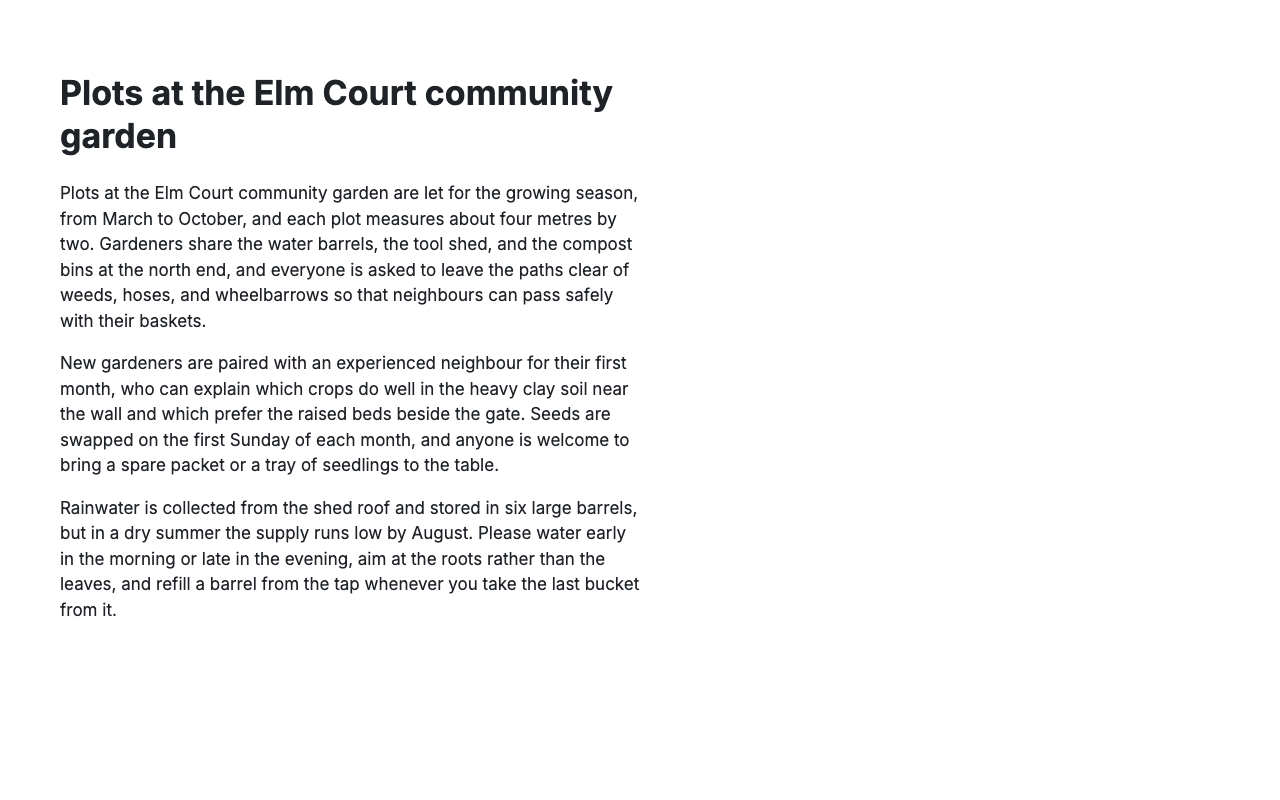 Plots at the Elm Court community
garden
Plots at the Elm Court community garden are let for the growing season,
from March to October, and each plot measures about four metres by
two. Gardeners share the water barrels, the tool shed, and the compost
bins at the north end, and everyone is asked to leave the paths clear of
weeds, hoses, and wheelbarrows so that neighbours can pass safely
with their baskets.
New gardeners are paired with an experienced neighbour for their first
month, who can explain which crops do well in the heavy clay soil near
the wall and which prefer the raised beds beside the gate. Seeds are
swapped on the first Sunday of each month, and anyone is welcome to
bring a spare packet or a tray of seedlings to the table.
Rainwater is collected from the shed roof and stored in six large barrels,
but in a dry summer the supply runs low by August. Please water early
in the morning or late in the evening, aim at the roots rather than the
leaves, and refill a barrel from the tap whenever you take the last bucket
from it.